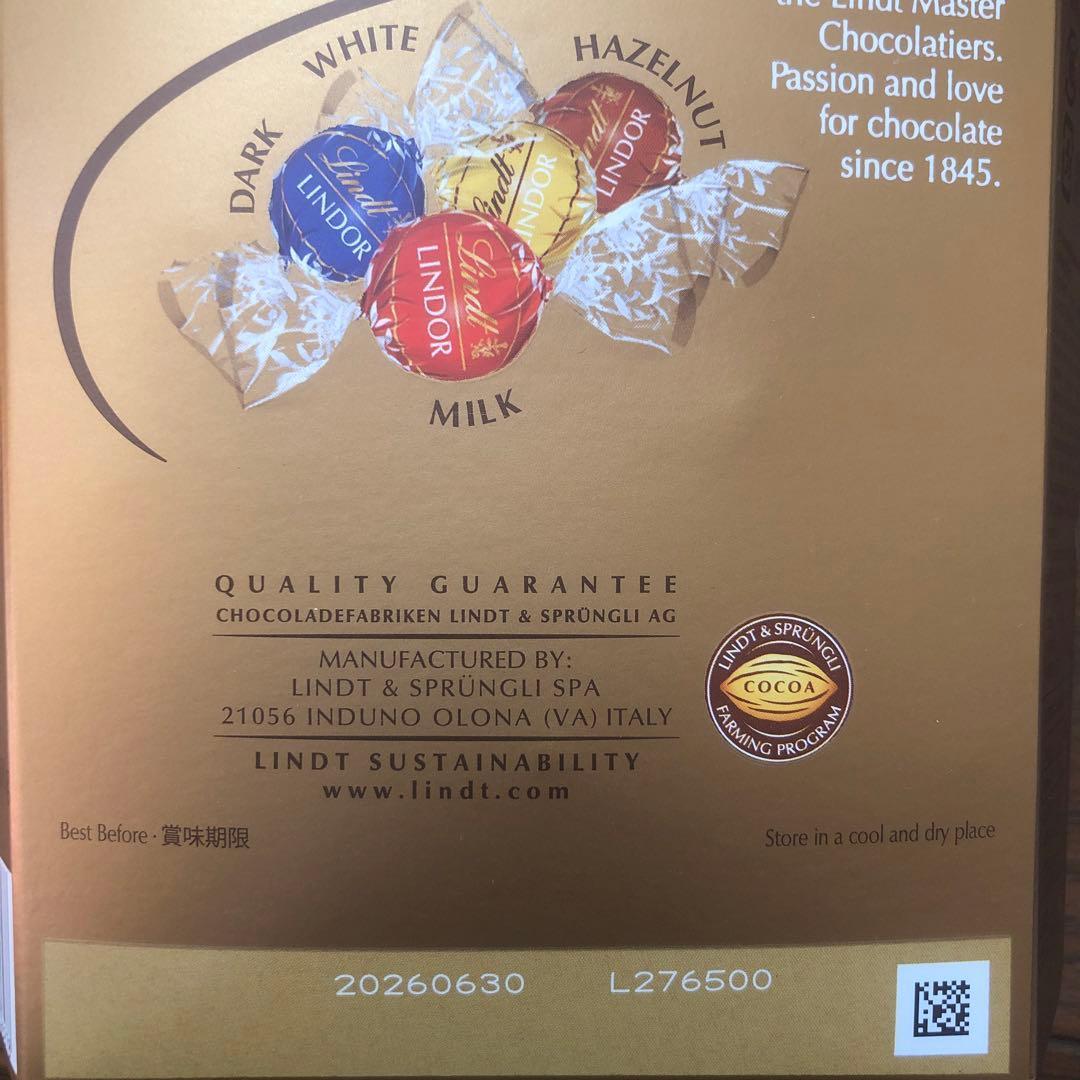 the Lindt Master
Chocolatiers.
Passion and love
for chocolate
since 1845.
WHITE
HAZELNUT
DARK
Lindt
LINDOR
Lindt
LINDOR
Lindt
LINDOR
Lindt
LINDOR
MILK
QUALITY GUARANTEE
CHOCOLADEFABRIKEN LINDT & SPRÜNGLI AG
MANUFACTURED BY:
LINDT & SPRÜNGLI SPA
21056 INDUNO OLONA (VA) ITALY
LINDT SUSTAINABILITY
www.lindt.com
LINDT & SPRÜNGLI
COCOA
FARMING PROGRAM
Best Before · 賞味期限
Store in a cool and dry place
20260630 L276500